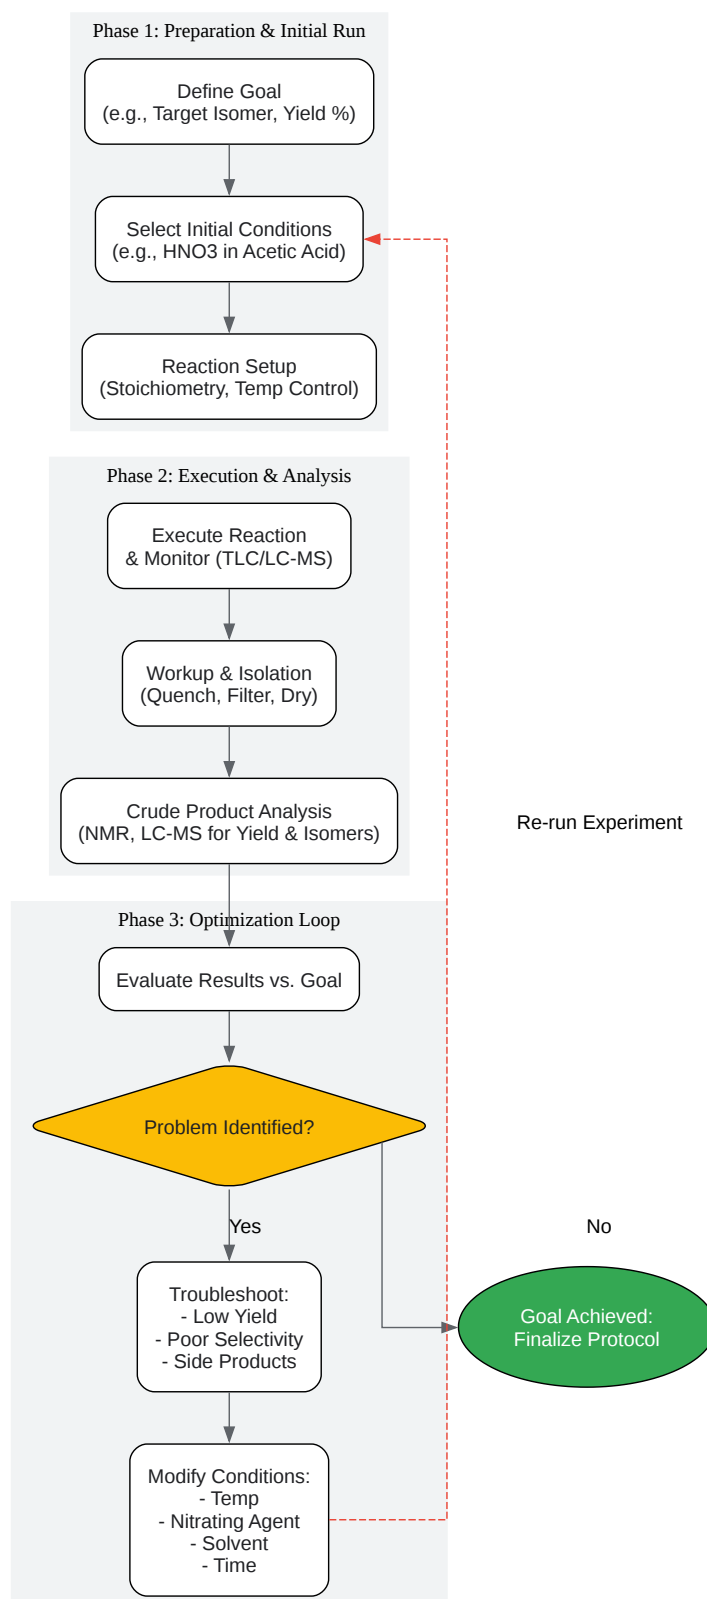 Phase 1: Preparation & Initial Run
Define Goal
(e.g., Target Isomer, Yield %)
Select Initial Conditions
(e.g., HNO3 in Acetic Acid)
Reaction Setup
(Stoichiometry, Temp Control)
Phase 2: Execution & Analysis
Execute Reaction
& Monitor (TLC/LC-MS)
Workup & Isolation
(Quench, Filter, Dry)
Crude Product Analysis
(NMR, LC-MS for Yield & Isomers)
Re-run Experiment
Phase 3: Optimization Loop
Evaluate Results vs. Goal
Problem Identified?
Yes
No
Troubleshoot:
- Low Yield
- Poor Selectivity
- Side Products
Goal Achieved:
Finalize Protocol
Modify Conditions:
- Temp
- Nitrating Agent
- Solvent
- Time